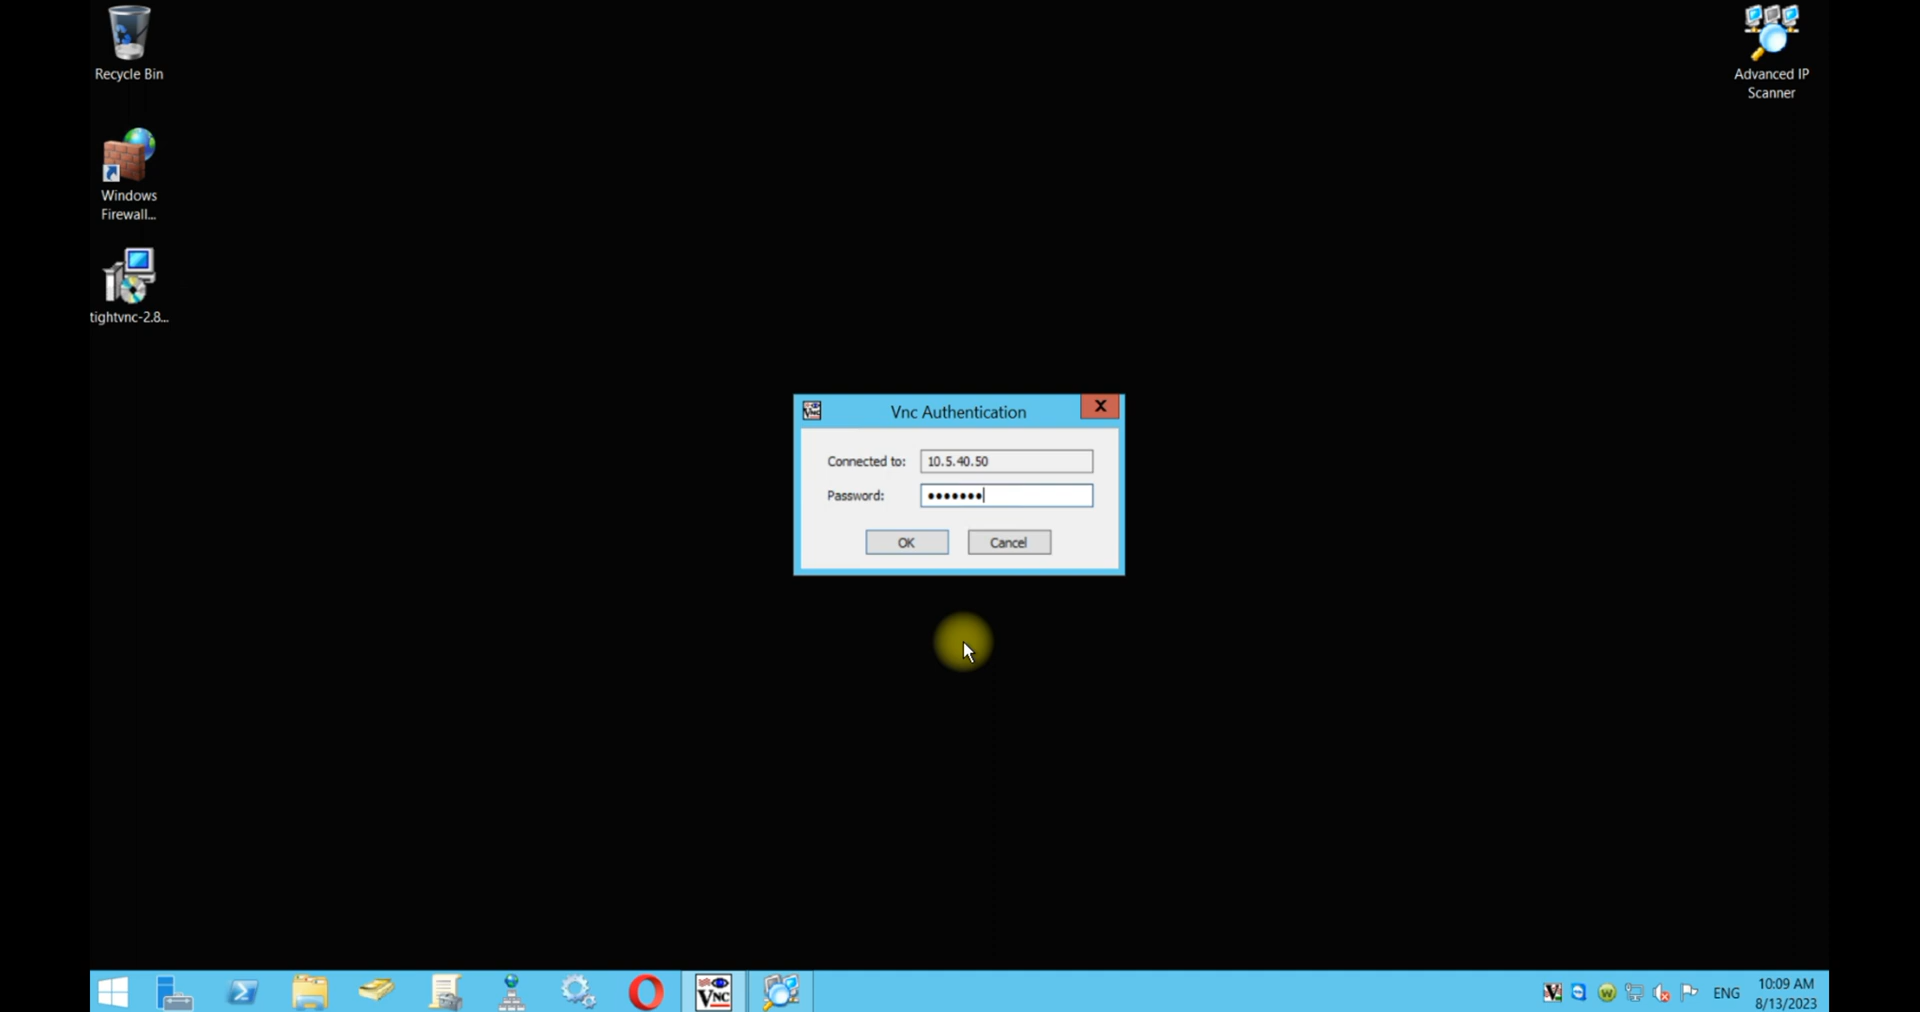 Recycle Bin
Advanced IP
Scanner
Windows
Firewall...
tightvnc-2.8...
Vnc Authentication
X
Connected to: 10.5.40.50
Password: •••••••
OK Cancel
VNC
ENG
10:09 AM
8/13/2023